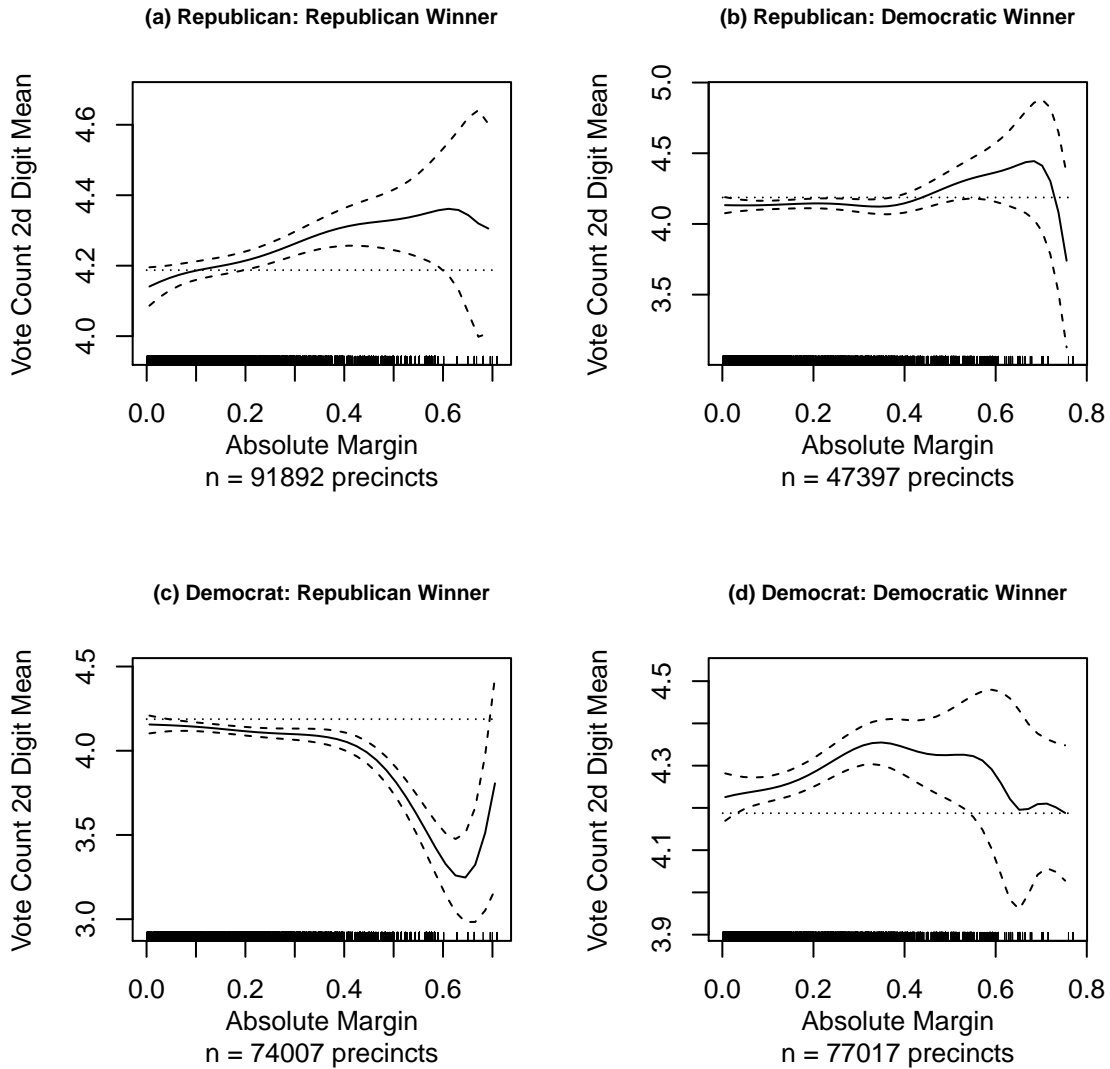 (a) Republican: Republican Winner
Vote Count 2d Digit Mean
4.0 4.2 4.4 4.6
0.0 0.2 0.4 0.6
Absolute Margin
n = 91892 precincts
(b) Republican: Democratic Winner
Vote Count 2d Digit Mean
3.5 4.0 4.5 5.0
0.0 0.2 0.4 0.6 0.8
Absolute Margin
n = 47397 precincts
(c) Democrat: Republican Winner
Vote Count 2d Digit Mean
3.0 3.5 4.0 4.5
0.0 0.2 0.4 0.6
Absolute Margin
n = 74007 precincts
(d) Democrat: Democratic Winner
Vote Count 2d Digit Mean
3.9 4.1 4.3 4.5
0.0 0.2 0.4 0.6 0.8
Absolute Margin
n = 77017 precincts